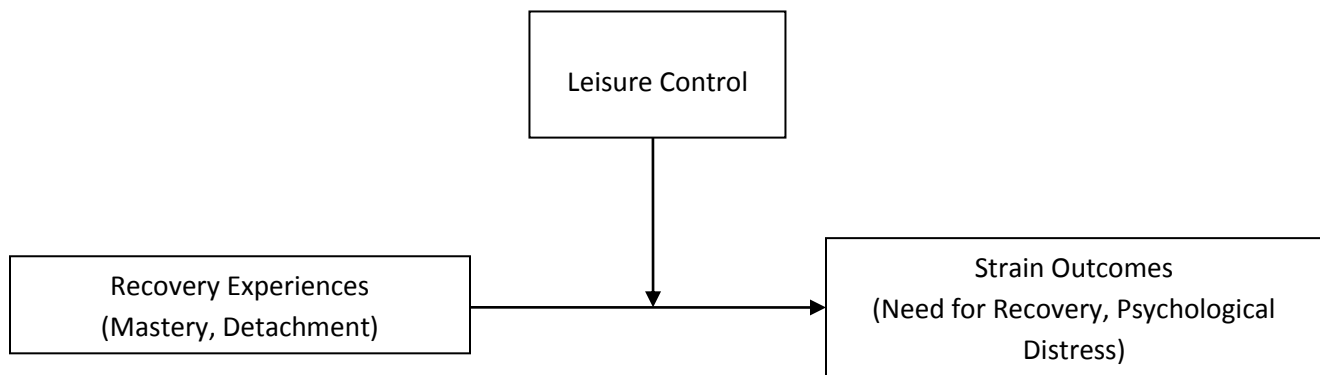 Leisure Control
Recovery Experiences
(Mastery, Detachment)
Strain Outcomes
(Need for Recovery, Psychological
Distress)